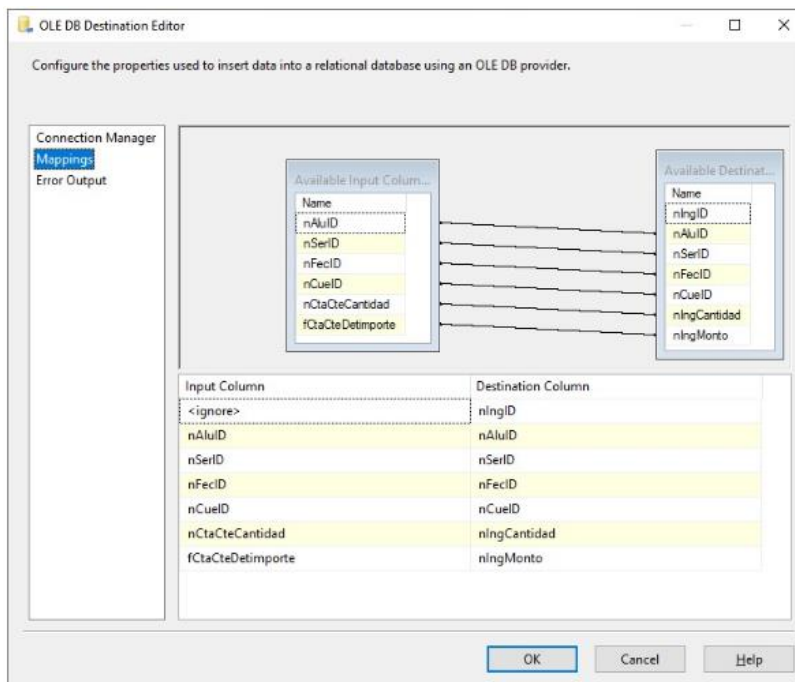 OLE DB Destination Editor
Configure the properties used to insert data into a relational database using an OLE DB provider.
Connection Manager
Mappings
Error Output
Available Input Colum...
Name
nAluID
nSerID
nFecID
nCueID
nCtaCteCantidad
fCtaCteDetimporte
Available Destinat...
Name
nIngID
nAluID
nSerID
nFecID
nCueID
nIngCantidad
nIngMonto
Input Column Destination Column
<ignore> nIngID
nAluID nAluID
nSerID nSerID
nFecID nFecID
nCueID nCueID
nCtaCteCantidad nIngCantidad
fCtaCteDetimporte nIngMonto
OK Cancel Help